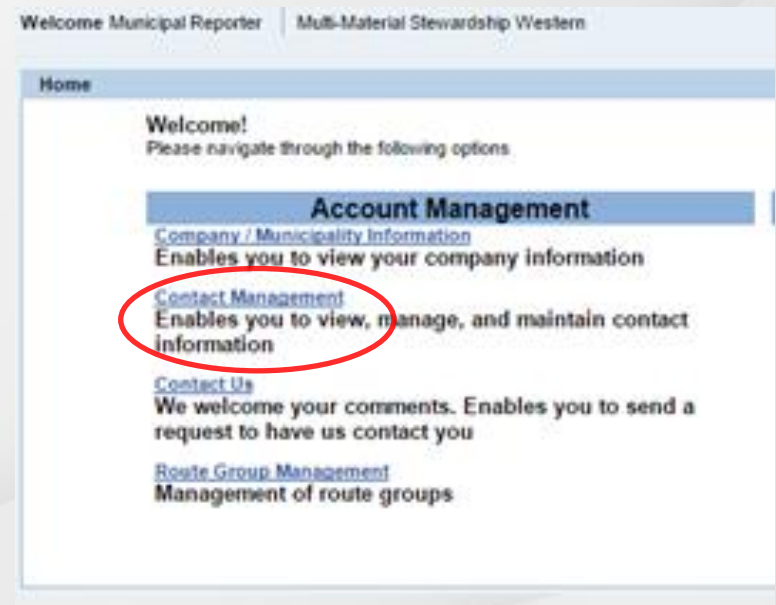 Welcome Municipal Reporter Multi-Material Stewardship Western
Home
Welcome!
Please navigate through the following options
Account Management
Company / Municipality Information
Enables you to view your company information
Contact Management
Enables you to view, manage, and maintain contact
information
Contact Us
We welcome your comments. Enables you to send a
request to have us contact you
Route Group Management
Management of route groups